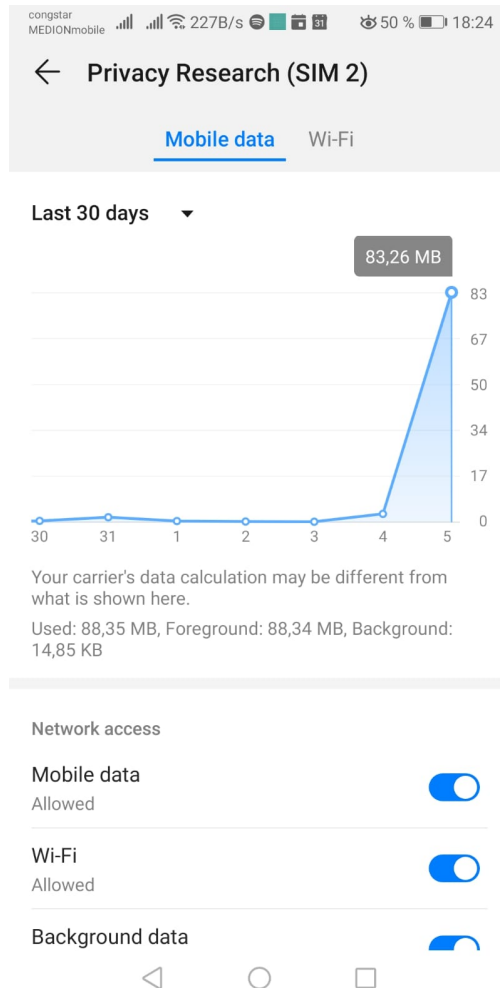 congstar
MEDIONmobile 227B/s 31 50 % 18:24
Privacy Research (SIM 2)
Mobile data Wi-Fi
Last 30 days
83,26 MB
83
67
50
34
17
0
30 31 1 2 3 4 5
Your carrier's data calculation may be different from
what is shown here.
Used: 88,35 MB, Foreground: 88,34 MB, Background:
14,85 KB
Network access
Mobile data
Allowed
Wi-Fi
Allowed
Background data